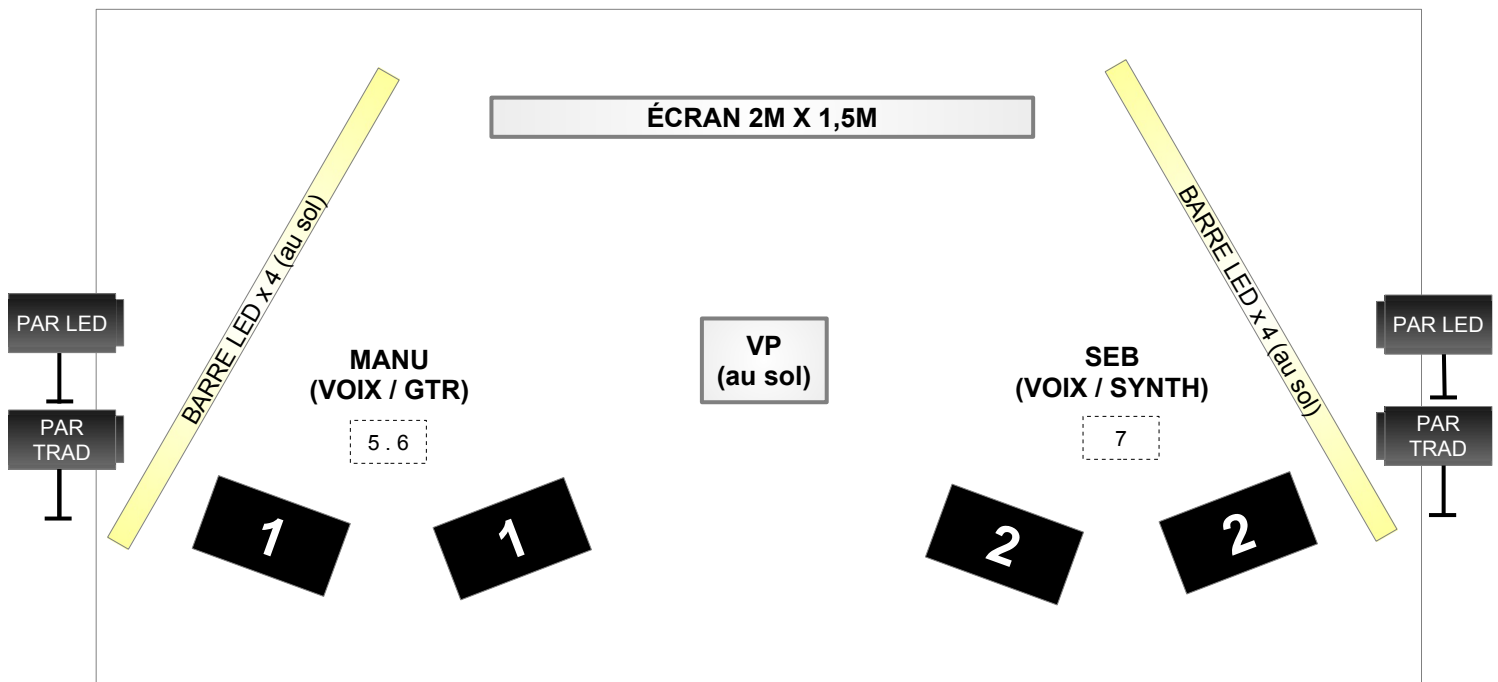 ÉCRAN 2M X 1,5M
BARRE LED x 4 (au sol)
BARRE LED x 4 (au sol)
PAR LED
PAR LED
VP
(au sol)
MANU
(VOIX / GTR)
SEB
(VOIX / SYNTH)
PAR
TRAD
PAR
TRAD
5 . 6
7
1
1
2
2